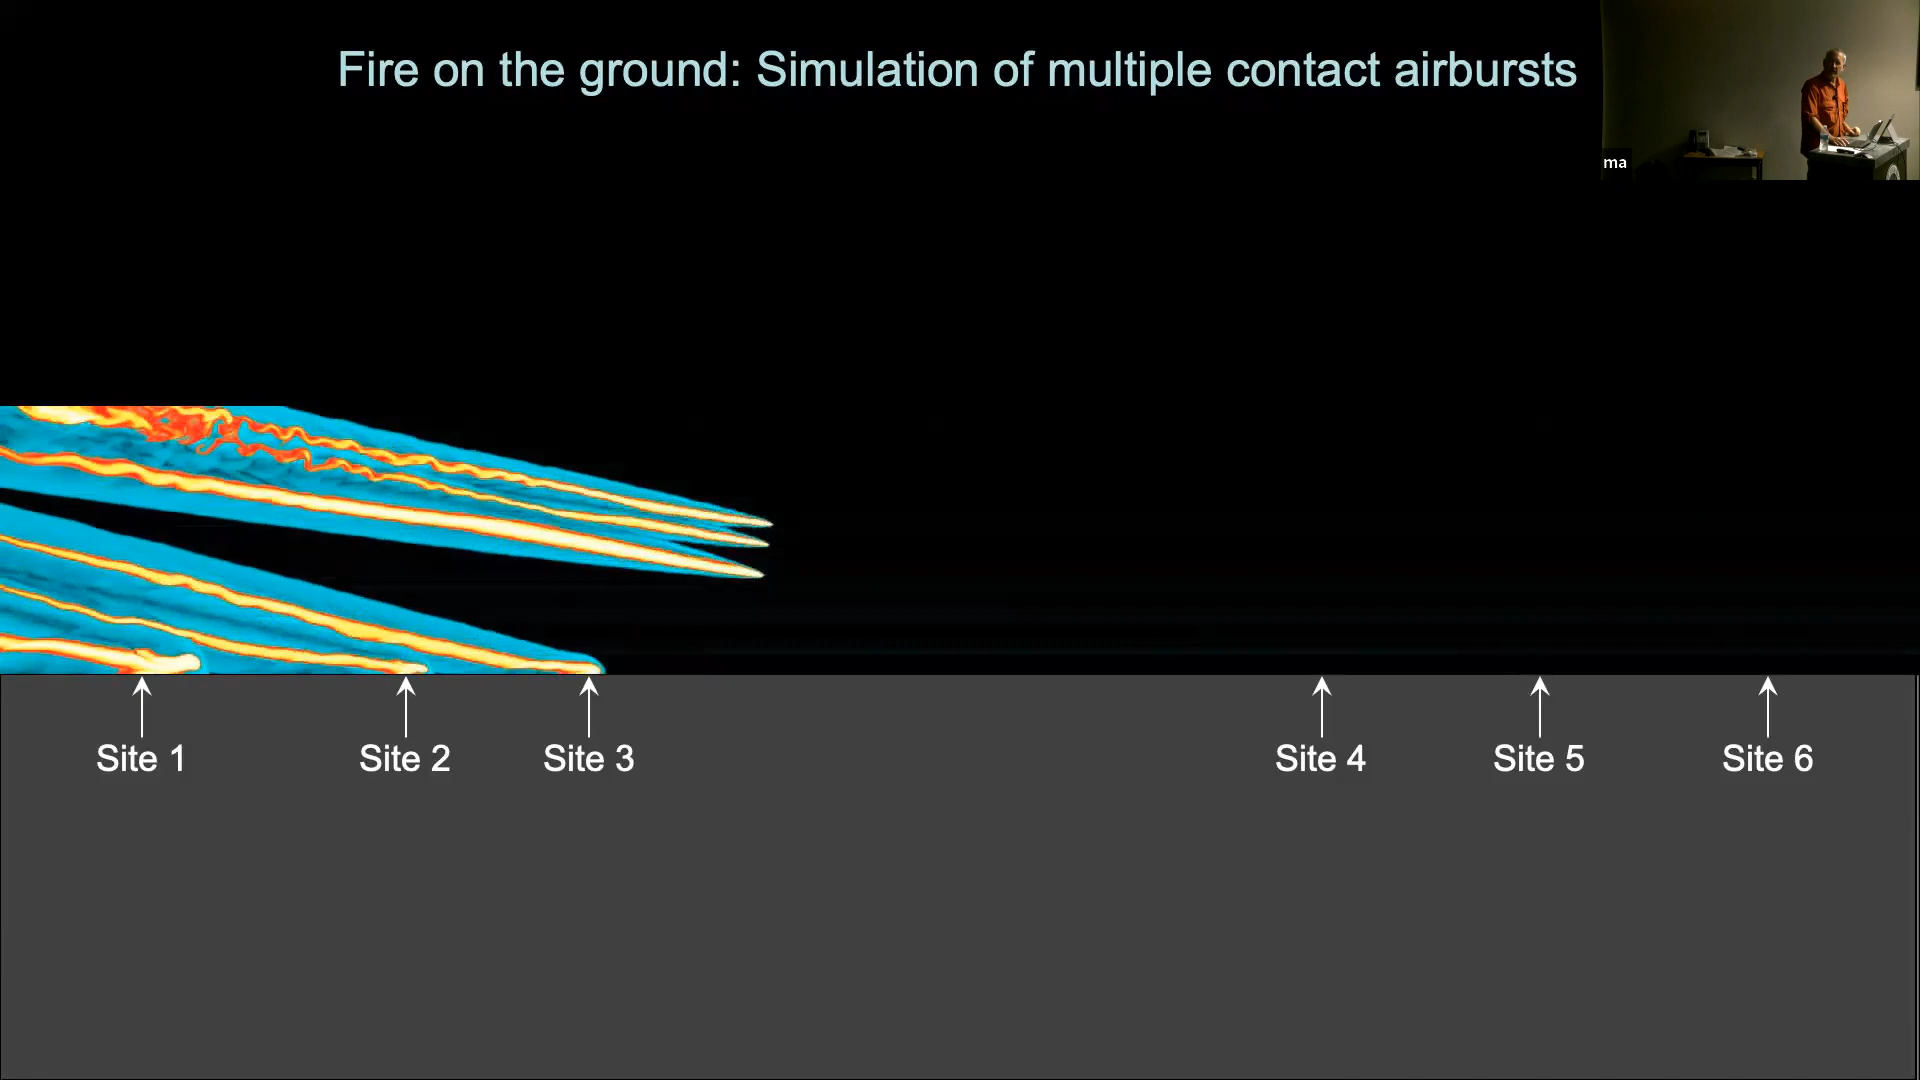 Fire on the ground: Simulation of multiple contact airbursts
ma
Site 1 Site 2 Site 3 Site 4 Site 5 Site 6